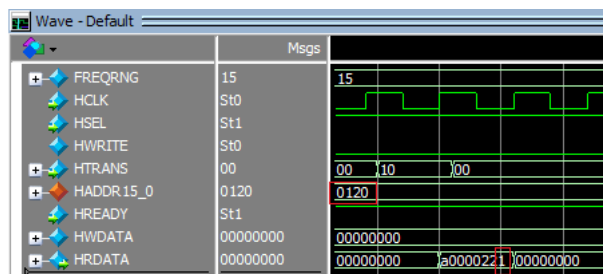 Wave - Default
Msgs
FREQRNG 15 15
HCLK St0
HSEL St1
HWRITE St0
HTRANS 00 00 10 00
HADDR15_0 0120 0120
HREADY St1
HWDATA 00000000 00000000
HRDATA 00000000 00000000 a0000221 00000000